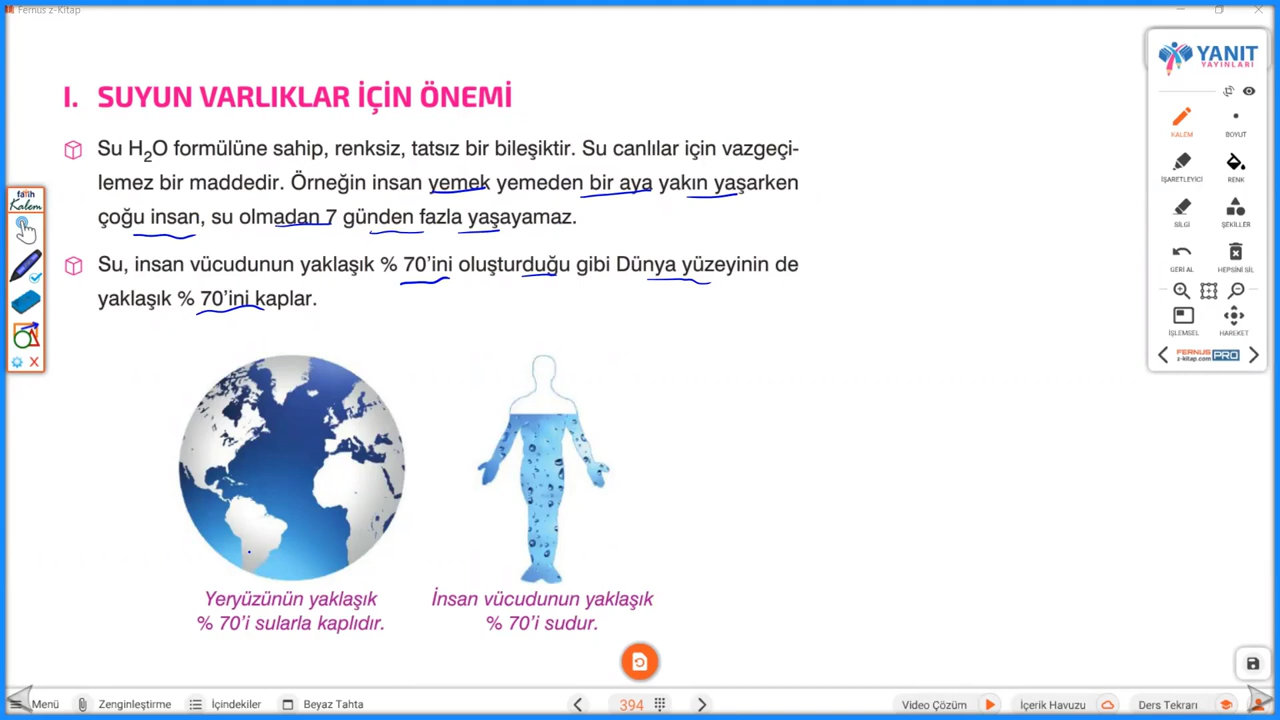 Fernus z-Kitap
YANIT
YAYINLARI
I. SUYUN VARLIKLAR İÇİN ÖNEMİ
Su H2O formülüne sahip, renksiz, tatsız bir bileşiktir. Su canlılar için vazgeçi-
lemez bir maddedir. Örneğin insan yemek yemeden bir aya yakın yaşarken
çoğu insan, su olmadan 7 günden fazla yaşayamaz.
Su, insan vücudunun yaklaşık % 70'ini oluşturduğu gibi Dünya yüzeyinin de
yaklaşık % 70'ini kaplar.
Yeryüzünün yaklaşık
% 70'i sularla kaplıdır.
İnsan vücudunun yaklaşık
% 70'i sudur.
fatih
Kalem
KALEM BOYUT
İŞARETLEYİCİ RENK
SİLGİ ŞEKİLLER
GERİ AL HEPSİNİ SİL
İŞLEMSEL HAREKET
FERNUS
z-kitap.com PRO
Menü Zenginleştirme İçindekiler Beyaz Tahta 394 Video Çözüm İçerik Havuzu Ders Tekrarı